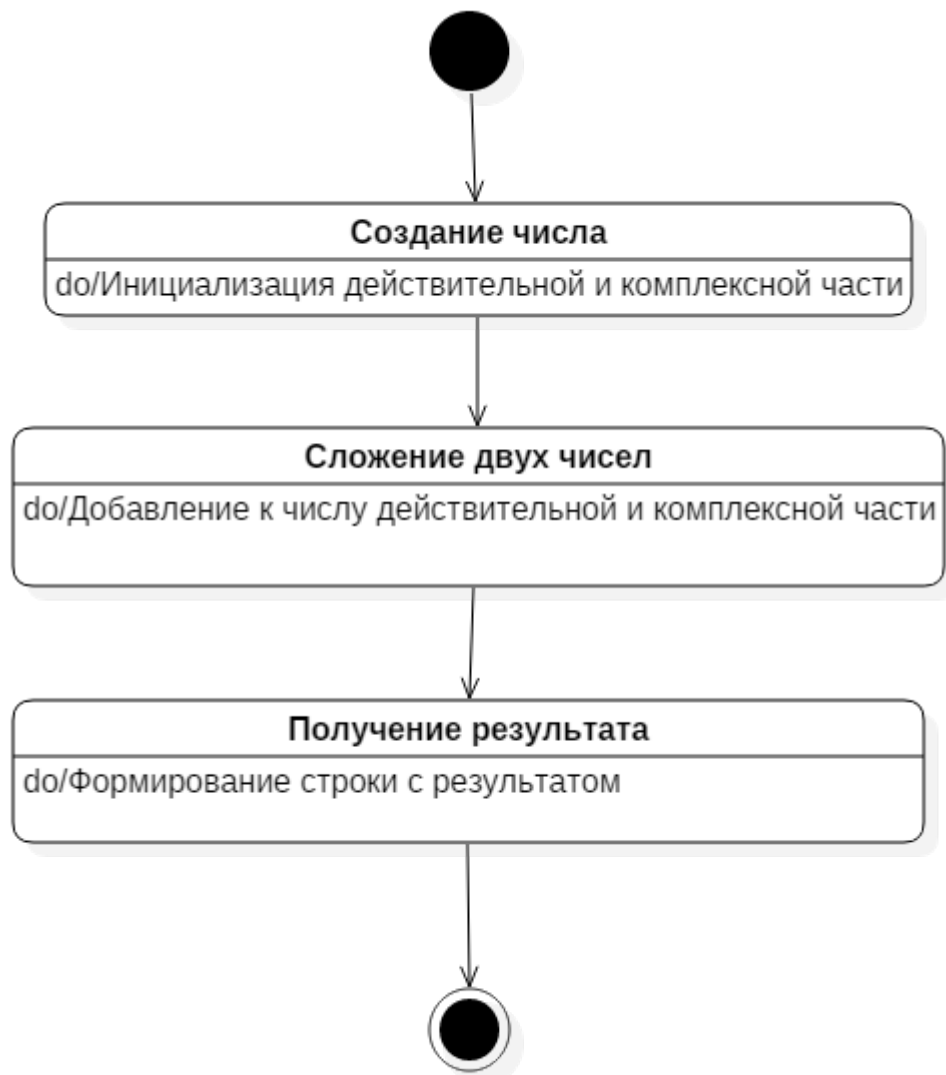 Создание числа
do/Инициализация действительной и комплексной части
Сложение двух чисел
do/Добавление к числу действительной и комплексной части
Получение результата
do/Формирование строки с результатом